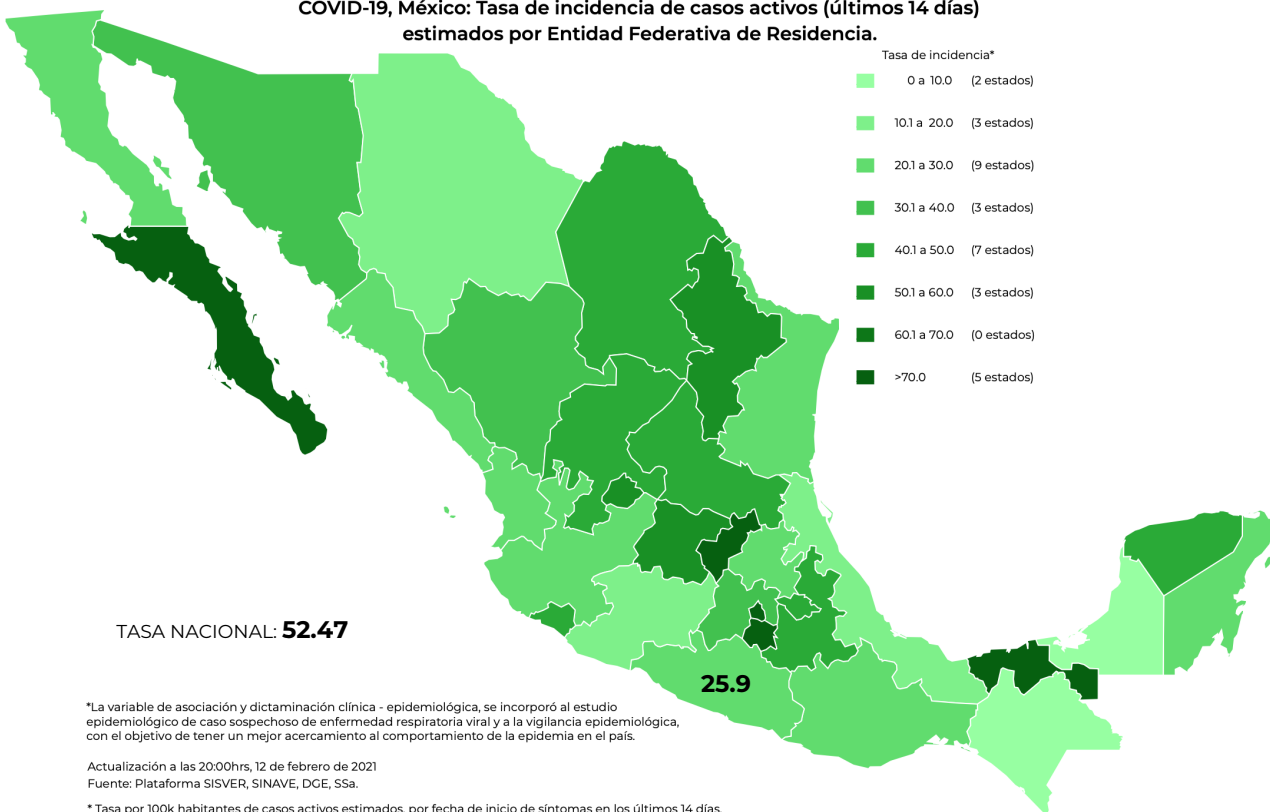 COVID-19, México: Tasa de incidencia de casos activos (últimos 14 días)
estimados por Entidad Federativa de Residencia.
Tasa de incidencia*
0 a 10.0 (2 estados)
10.1 a 20.0 (3 estados)
20.1 a 30.0 (9 estados)
30.1 a 40.0 (3 estados)
40.1 a 50.0 (7 estados)
50.1 a 60.0 (3 estados)
60.1 a 70.0 (0 estados)
>70.0 (5 estados)
TASA NACIONAL: 52.47
25.9
*La variable de asociación y dictaminación clínica - epidemiológica, se incorporó al estudio
epidemiológico de caso sospechoso de enfermedad respiratoria viral y a la vigilancia epidemiológica,
con el objetivo de tener un mejor acercamiento al comportamiento de la epidemia en el país.
Actualización a las 20:00hrs, 12 de febrero de 2021
Fuente: Plataforma SISVER, SINAVE, DGE, SSa.
* Tasa por 100k habitantes de casos activos estimados, por fecha de inicio de síntomas en los últimos 14 días.